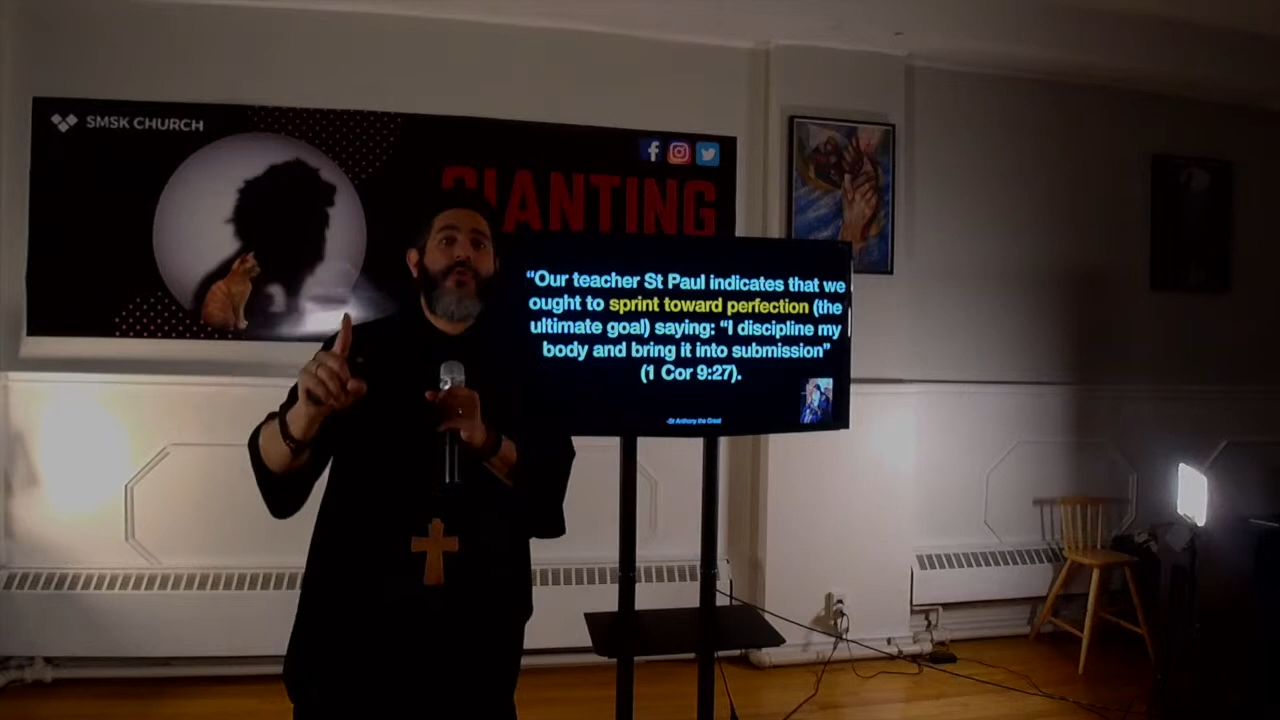 SMSK CHURCH
GIANTING
“Our teacher St Paul indicates that we
ought to sprint toward perfection (the
ultimate goal) saying: “I discipline my
body and bring it into submission”
(1 Cor 9:27).
-St Anthony the Great